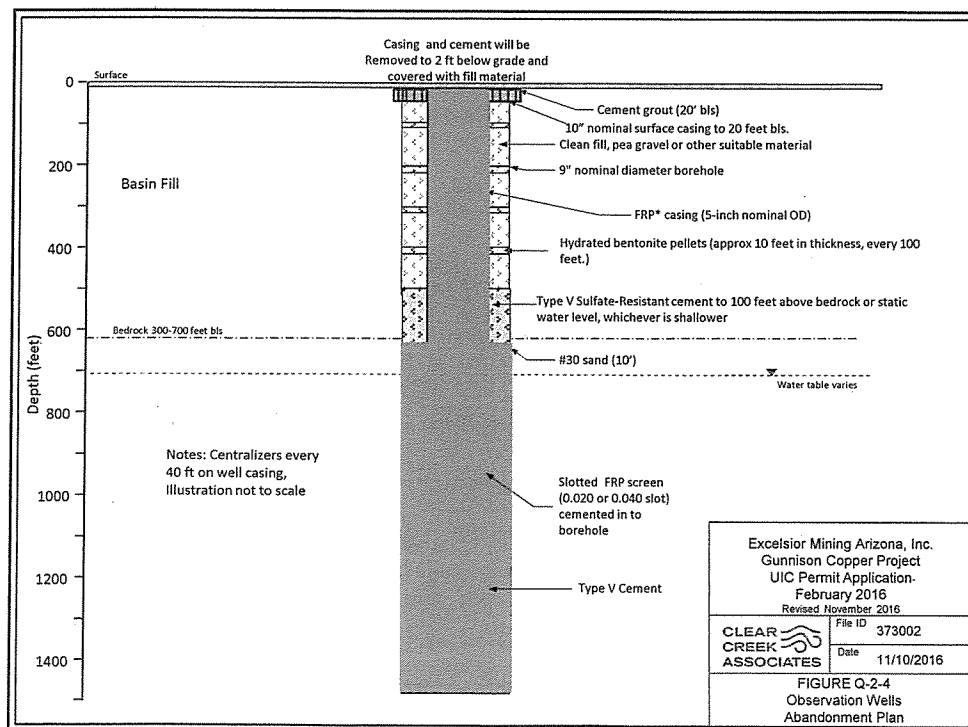 Casing and cement will be
Removed to 2 ft below grade and
covered with fill material
Surface
0
200
400
600
800
1000
1200
1400
Depth (feet)
Basin Fill
Cement grout (20' bls)
10" nominal surface casing to 20 feet bls.
Clean fill, pea gravel or other suitable material
9" nominal diameter borehole
FRP* casing (5-inch nominal OD)
Hydrated bentonite pellets (approx 10 feet in thickness, every 100
feet.)
Type V Sulfate-Resistant cement to 100 feet above bedrock or static
water level, whichever is shallower
Bedrock 300-700 feet bls
#30 sand (10')
Water table varies
Notes: Centralizers every
40 ft on well casing,
Illustration not to scale
Slotted FRP screen
(0.020 or 0.040 slot)
cemented in to
borehole
Type V Cement
Excelsior Mining Arizona, Inc.
Gunnison Copper Project
UIC Permit Application-
February 2016
Revised November 2016
CLEAR
CREEK
ASSOCIATES
File ID 373002
Date 11/10/2016
FIGURE Q-2-4
Observation Wells
Abandonment Plan